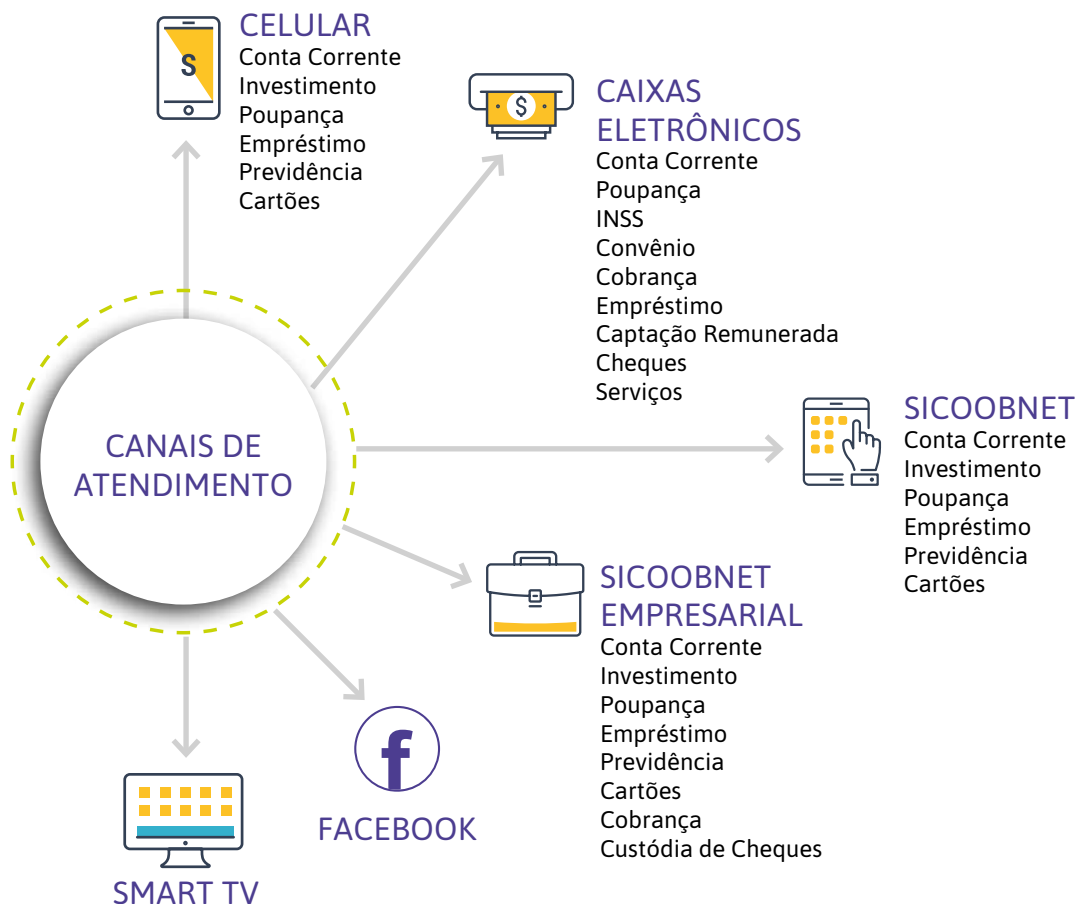 CELULAR
Conta Corrente
Investimento
Poupança
Empréstimo
Previdência
Cartões
CAIXAS
ELETRÔNICOS
Conta Corrente
Poupança
INSS
Convênio
Cobrança
Empréstimo
Captação Remunerada
Cheques
Serviços
CANAIS DE
ATENDIMENTO
SICOOBNET
Conta Corrente
Investimento
Poupança
Empréstimo
Previdência
Cartões
SICOOBNET
EMPRESARIAL
Conta Corrente
Investimento
Poupança
Empréstimo
Previdência
Cartões
Cobrança
Custódia de Cheques
FACEBOOK
SMART TV